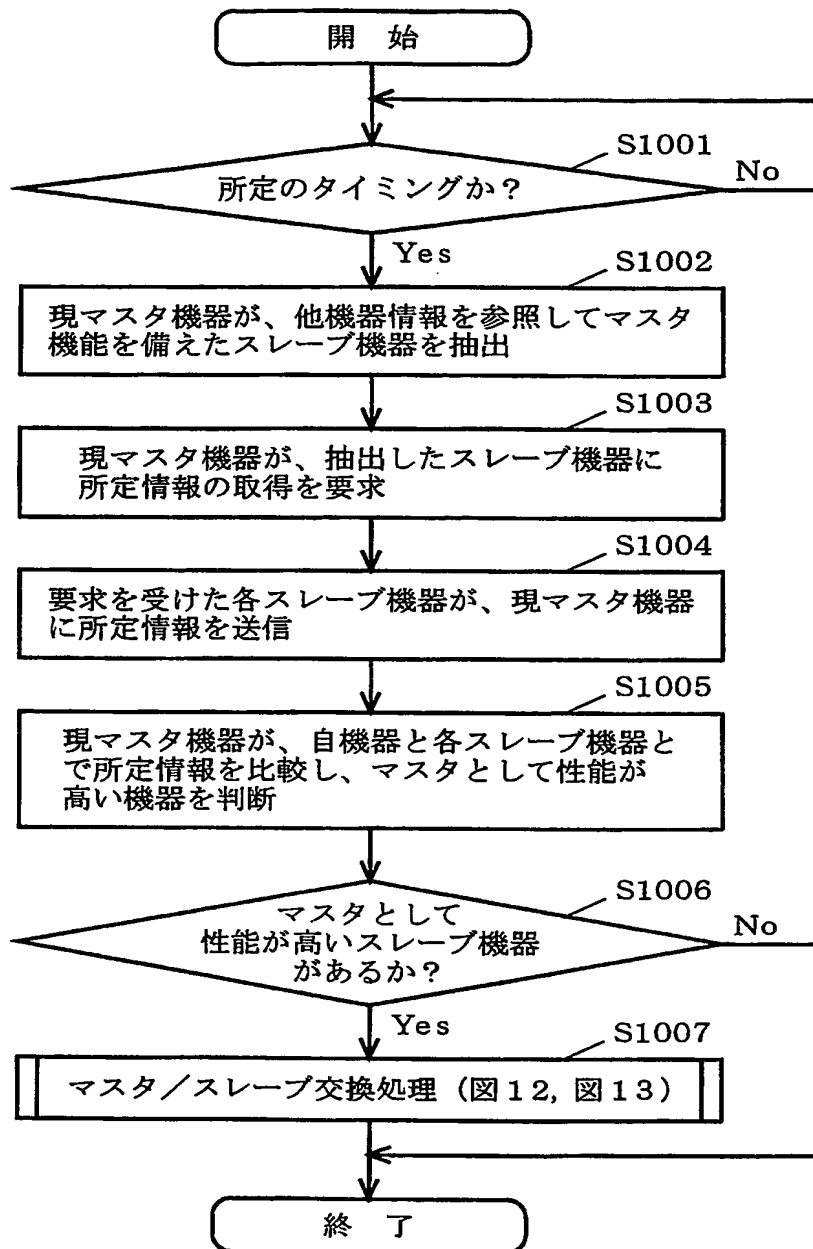 開 始
S1001
所定のタイミングか？
No
Yes
S1002
現マスタ機器が、他機器情報を参照してマスタ
機能を備えたスレーブ機器を抽出
S1003
現マスタ機器が、抽出したスレーブ機器に
所定情報の取得を要求
S1004
要求を受けた各スレーブ機器が、現マスタ機器
に所定情報を送信
S1005
現マスタ機器が、自機器と各スレーブ機器と
で所定情報を比較し、マスタとして性能が
高い機器を判断
S1006
マスタとして
性能が高いスレーブ機器
があるか？
No
Yes
S1007
マスタ／スレーブ交換処理（図１２，図１３）
終 了